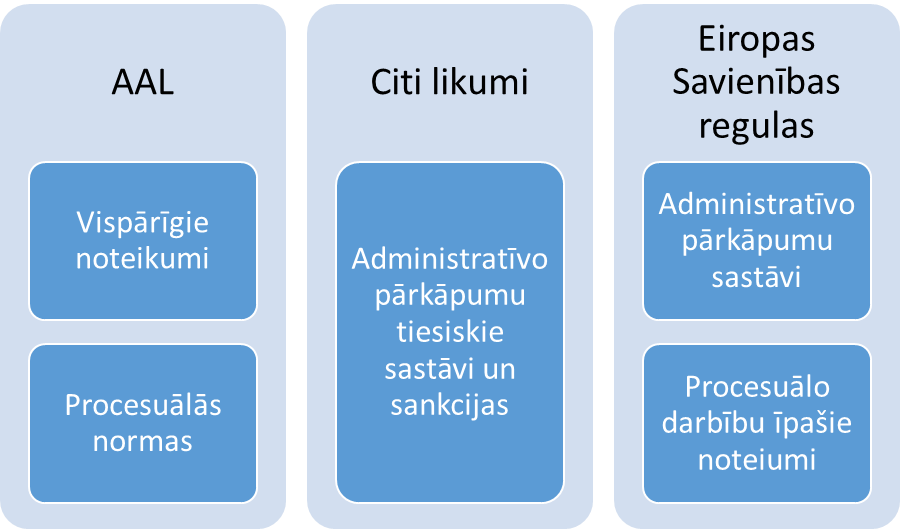 AAL
Vispārīgie
noteikumi
Procesuālās
normas
Citi likumi
Administratīvo
pārkāpumu
tiesiskie
sastāvi un
sankcijas
Eiropas
Savienības
regulas
Administratīvo
pārkāpumu
sastāvi
Procesuālo
darbību īpašie
noteiumi